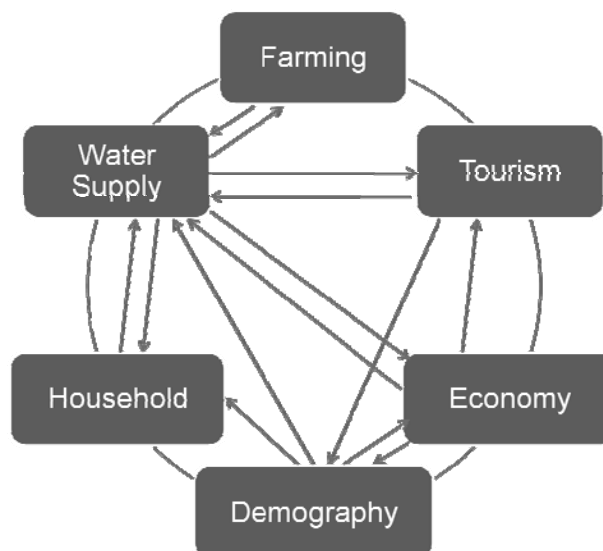 Farming
Water
Supply
Tourism
Household
Economy
Demography